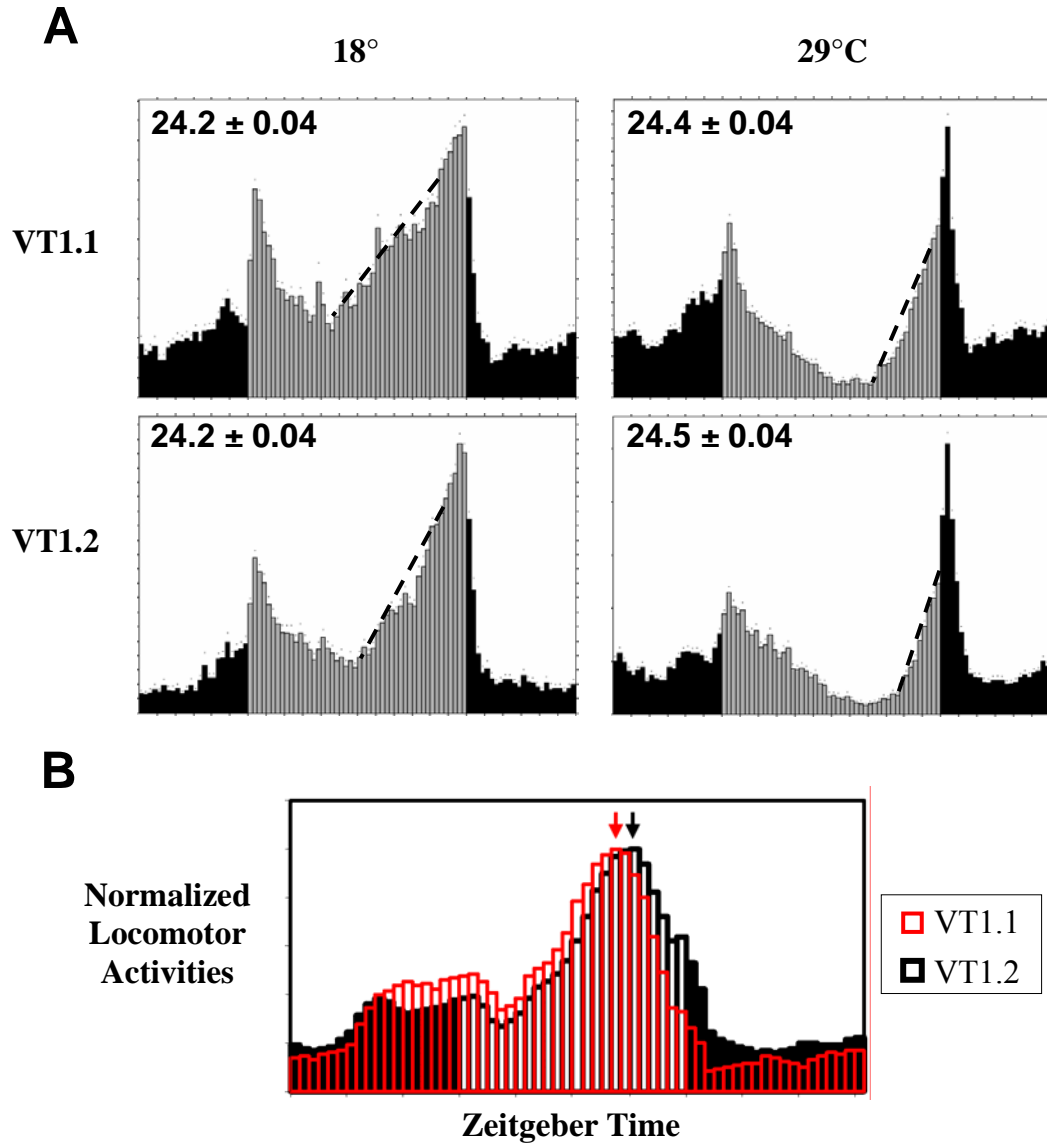 A
18°
29°C
24.2 ± 0.04
24.4 ± 0.04
VT1.1
24.2 ± 0.04
24.5 ± 0.04
VT1.2
B
Normalized
Locomotor
Activities
VT1.1
VT1.2
Zeitgeber Time